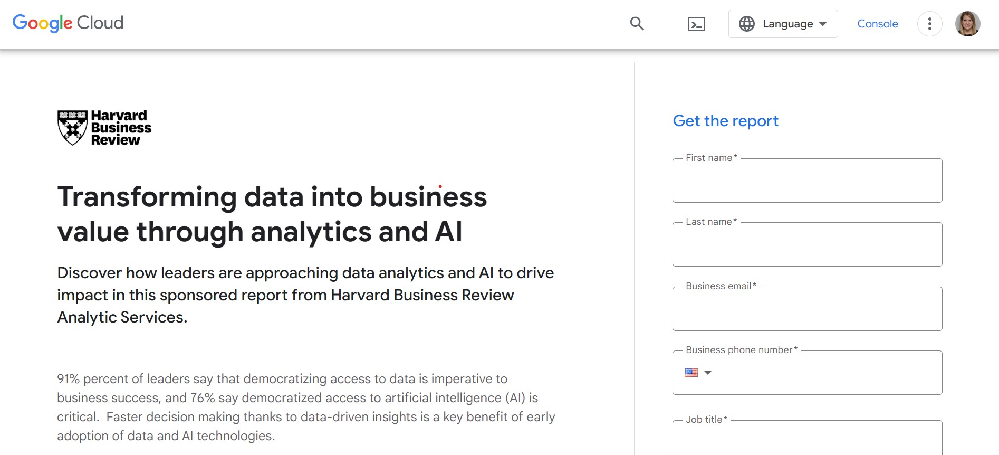 Google Cloud
Language
Console
Harvard
Business
Review
Transforming data into business
value through analytics and AI
Discover how leaders are approaching data analytics and AI to drive
impact in this sponsored report from Harvard Business Review
Analytic Services.
91% percent of leaders say that democratizing access to data is imperative to
business success, and 76% say democratized access to artificial intelligence (AI) is
critical.  Faster decision making thanks to data-driven insights is a key benefit of early
adoption of data and AI technologies.
Get the report
First name*
Last name*
Business email*
Business phone number*
Job title*